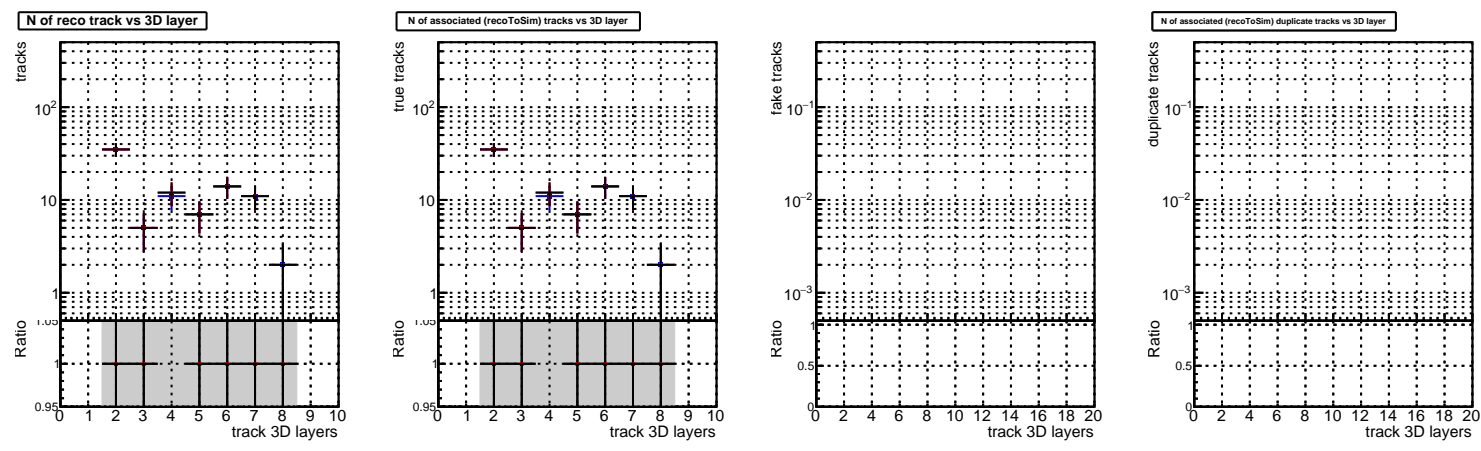 N of reco track vs 3D layer
tracks
10²
10
1
1.05
Ratio
1
0.95
0 1 2 3 4 5 6 7 8 9 10
track 3D layers
N of associated (recoToSim) tracks vs 3D layer
true tracks
10²
10
1
1.05
Ratio
1
0.95
0 1 2 3 4 5 6 7 8 9 10
track 3D layers
fake tracks
10⁻¹
10⁻²
10⁻³
Ratio
1
0.5
0
0 2 4 6 8 10 12 14 16 18 20
track 3D layers
N of associated (recoToSim) duplicate tracks vs 3D layer
duplicate tracks
10⁻¹
10⁻²
10⁻³
Ratio
1
0.5
0
0 2 4 6 8 10 12 14 16 18 20
track 3D layers